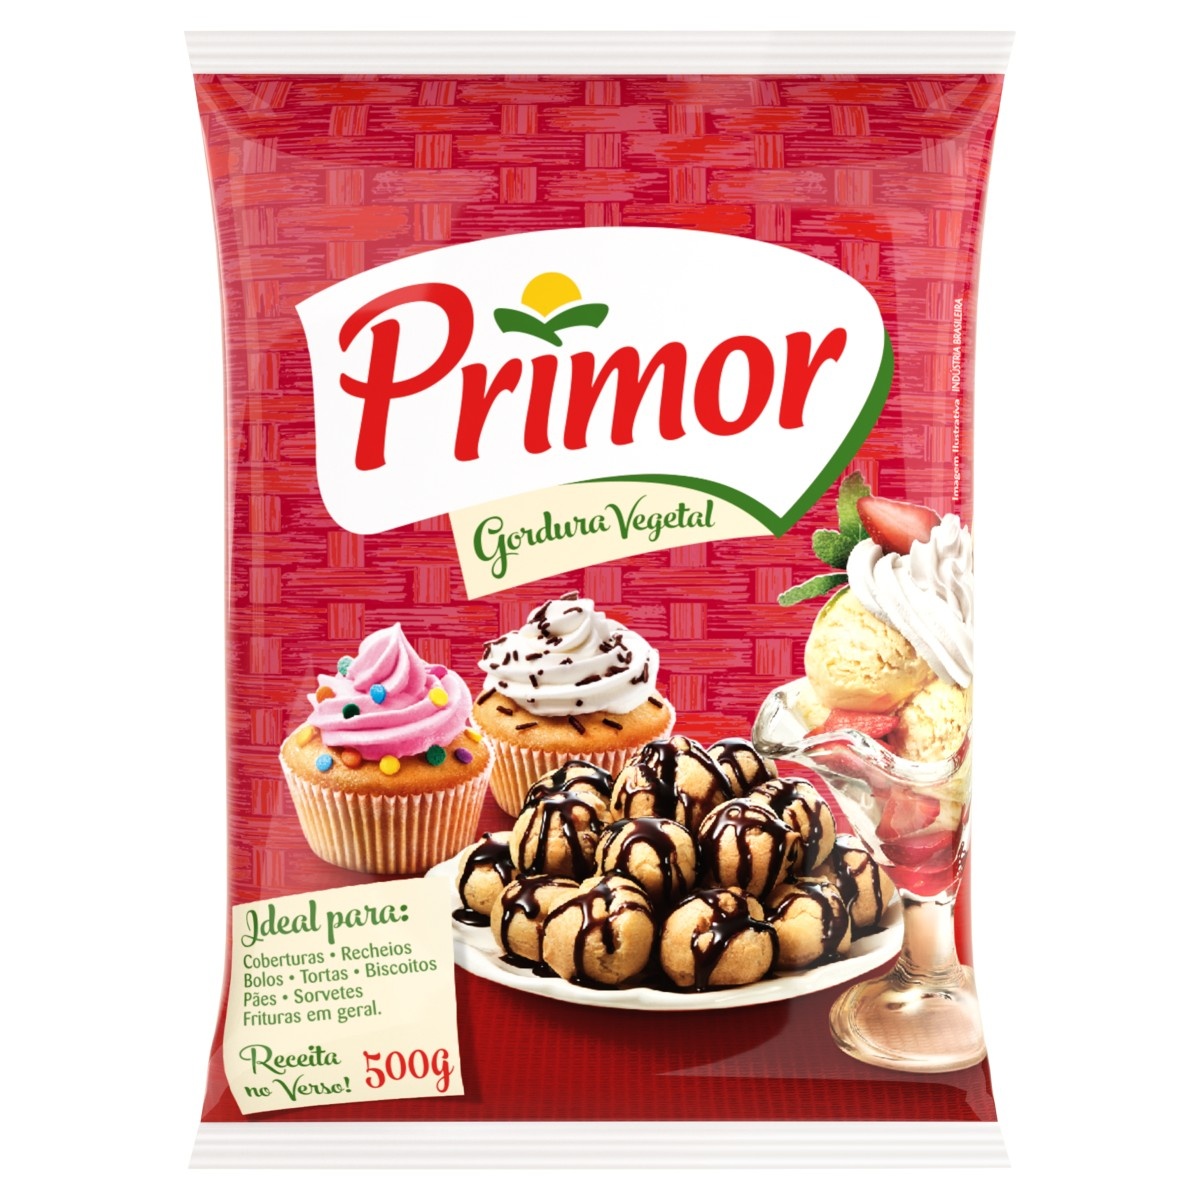 Primor
Gordura Vegetal
Imagem Ilustrativa INDÚSTRIA BRASILEIRA
Ideal para:
Coberturas • Recheios
Bolos • Tortas • Biscoitos
Pães • Sorvetes
Frituras em geral.
Receita
no Verso!
500g